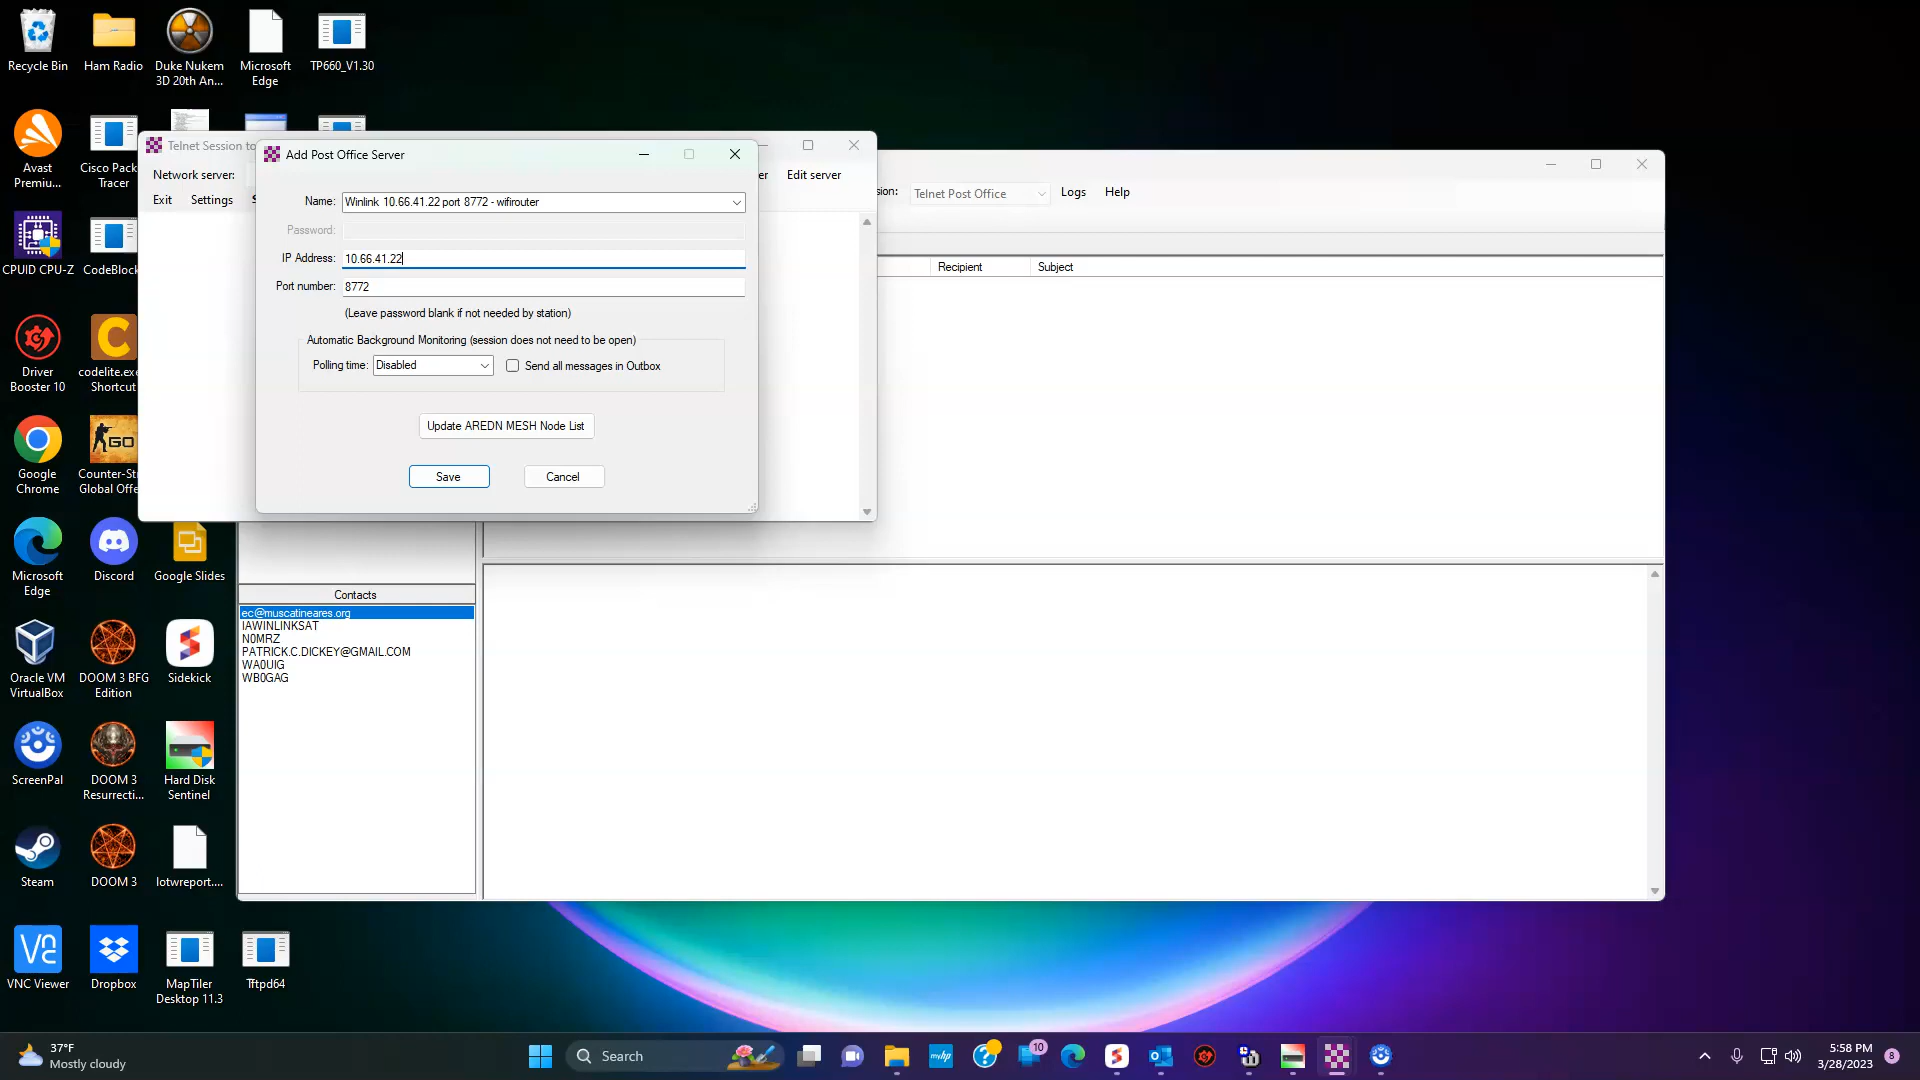 Recycle Bin
Ham Radio
Duke Nukem
3D 20th An...
Microsoft
Edge
TP660_V1.30
Avast
Premiu...
Cisco Pack
Tracer
CPUID CPU-Z
CodeBlock
Driver
Booster 10
codelite.exe
Shortcut
Google
Chrome
Counter-Str
Global Offe
GO
Microsoft
Edge
Discord
Google Slides
Oracle VM
VirtualBox
DOOM 3 BFG
Edition
Sidekick
ScreenPal
DOOM 3
Resurrecti...
Hard Disk
Sentinel
Steam
DOOM 3
lotwreport....
VNC Viewer
Dropbox
MapTiler
Desktop 11.3
Tftpd64
Telnet Session to
Network server:
er
Edit server
Exit
Settings
S
Add Post Office Server
Name:
Winlink 10.66.41.22 port 8772 - wifirouter
Password:
IP Address:
10.66.41.22
Port number:
8772
(Leave password blank if not needed by station)
Automatic Background Monitoring (session does not need to be open)
Polling time:
Disabled
Send all messages in Outbox
Update AREDN MESH Node List
Save
Cancel
sion:
Telnet Post Office
Logs
Help
Recipient
Subject
Contacts
ec@muscatineares.org
IAWINLINKSAT
N0MRZ
PATRICK.C.DICKEY@GMAIL.COM
WA0UIG
WB0GAG
37°F
Mostly cloudy
Search
myhp
10
5:58 PM
3/28/2023
8